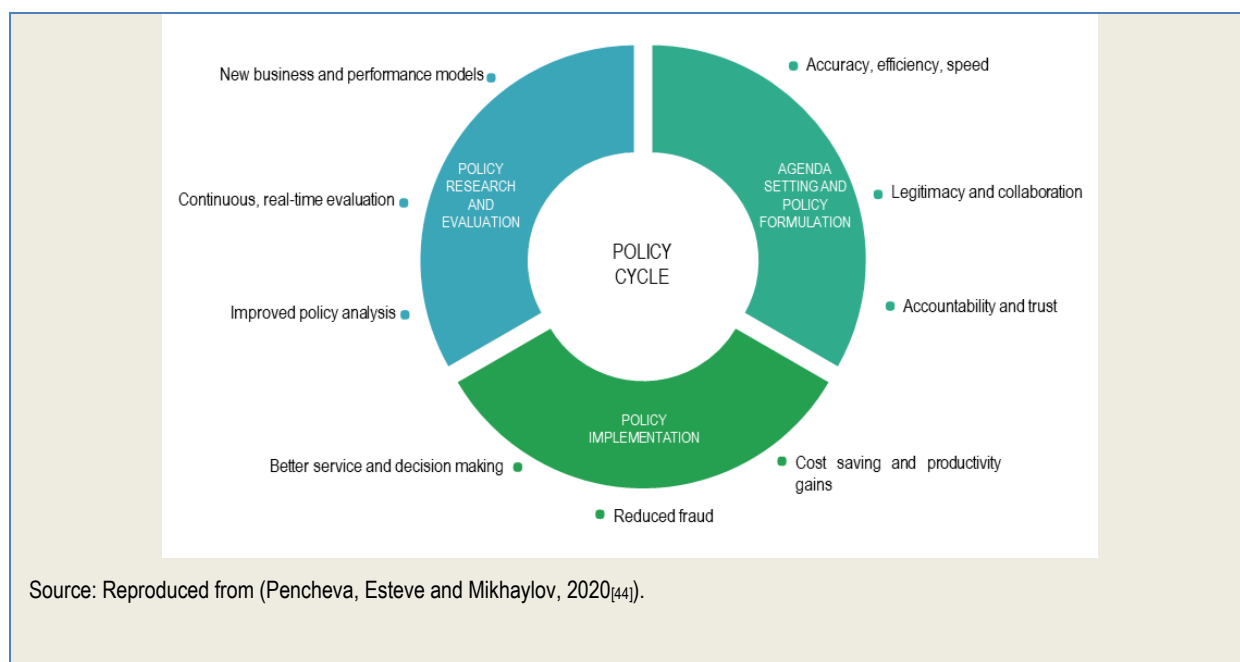 New business and performance models
Accuracy, efficiency, speed
POLICY
RESEARCH
AND
EVALUATION
AGENDA
SETTING AND
POLICY
FORMULATION
Continuous, real-time evaluation
Legitimacy and collaboration
POLICY
CYCLE
Improved policy analysis
Accountability and trust
POLICY
IMPLEMENTATION
Better service and decision making
Cost saving and productivity
gains
Reduced fraud
Source: Reproduced from (Pencheva, Esteve and Mikhaylov, 2020[44]).